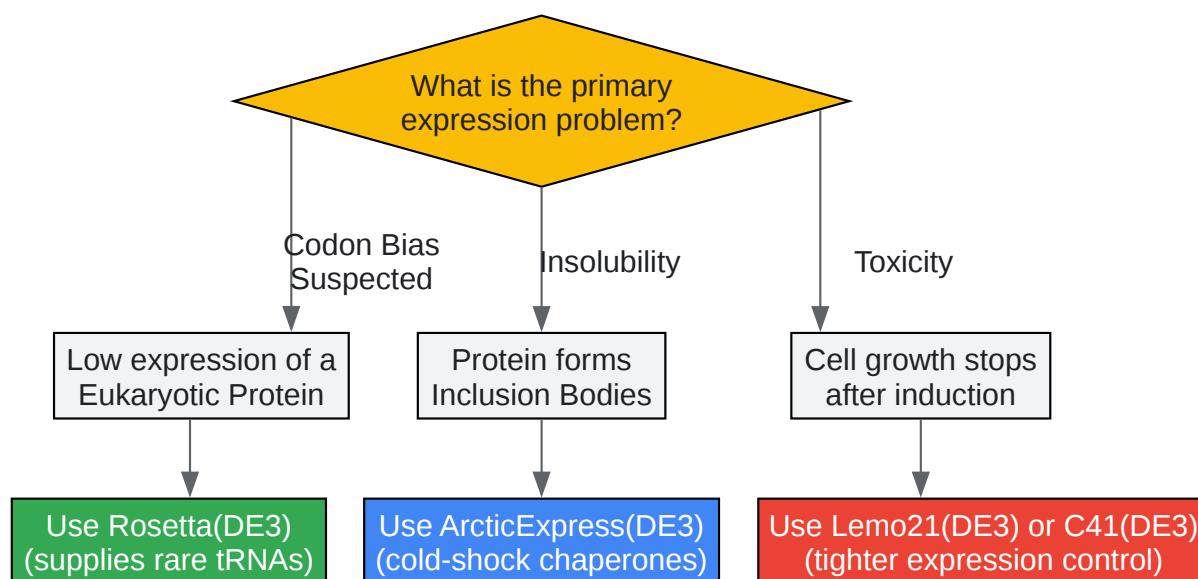 What is the primary
expression problem?
Codon Bias
Suspected
Insolubility
Toxicity
Low expression of a
Eukaryotic Protein
Protein forms
Inclusion Bodies
Cell growth stops
after induction
Use Rosetta(DE3)
(supplies rare tRNAs)
Use ArcticExpress(DE3)
(cold-shock chaperones)
Use Lemo21(DE3) or C41(DE3)
(tighter expression control)